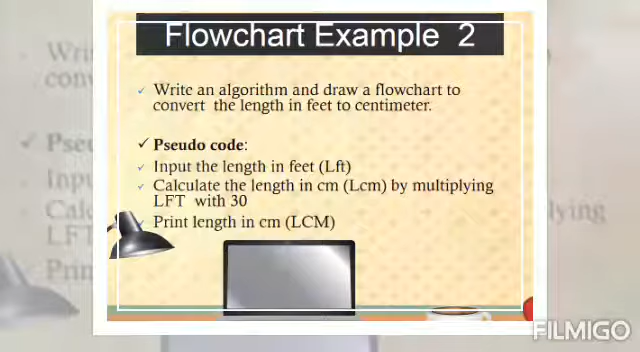 Flowchart Example 2
✓ Write an algorithm and draw a flowchart to
convert the length in feet to centimeter.
✓ Pseudo code:
✓ Input the length in feet (Lft)
✓ Calculate the length in cm (Lcm) by multiplying
LFT with 30
✓ Print length in cm (LCM)
FILMIGO